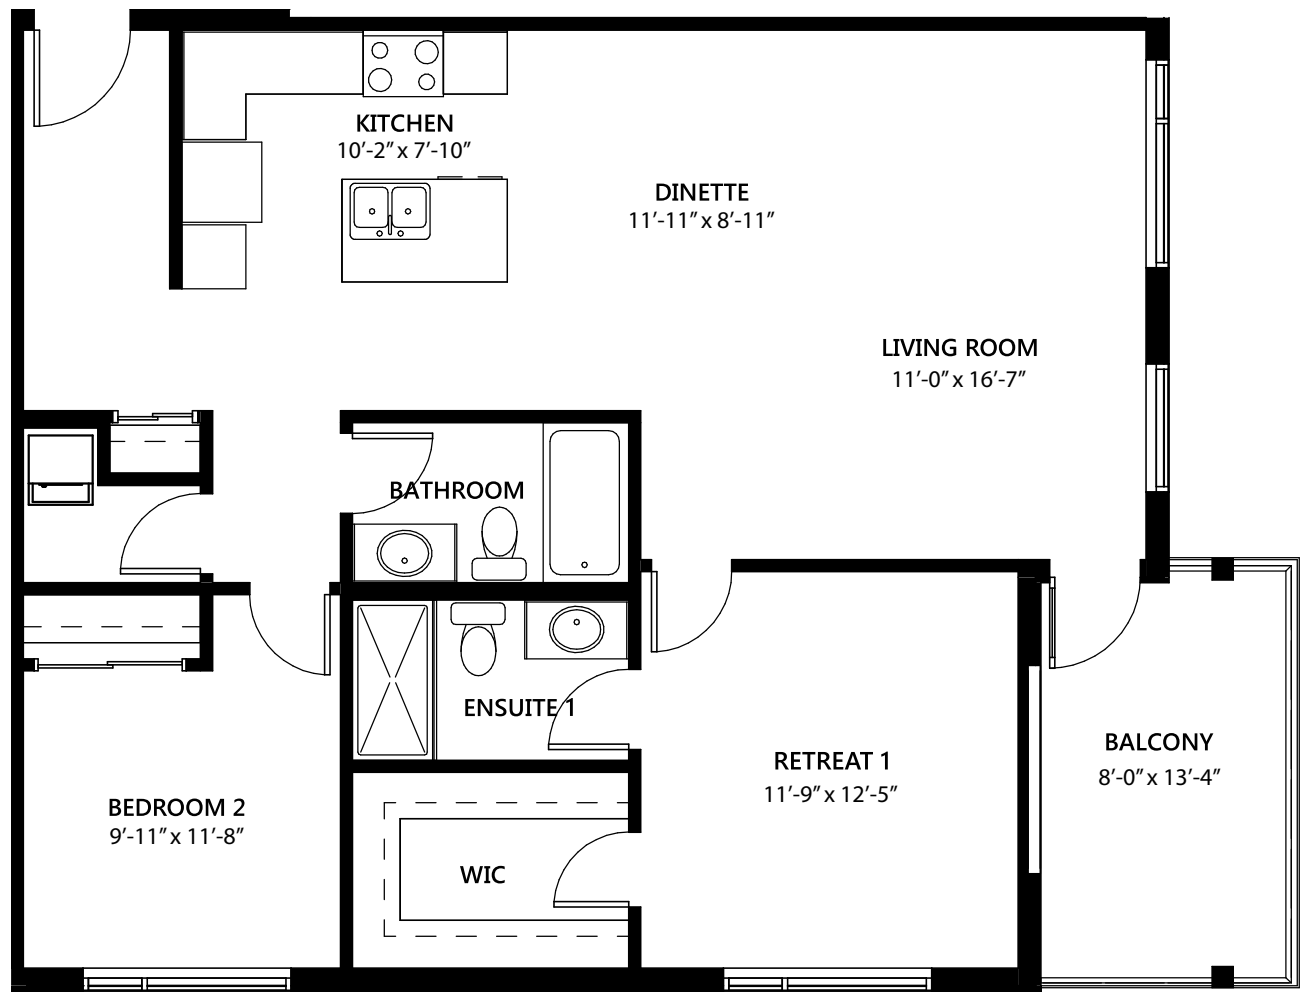 KITCHEN
10’-2” x 7’-10”
DINETTE
11’-11” x 8’-11”
LIVING ROOM
11’-0” x 16’-7”
BATHROOM
ENSUITE 1
BALCONY
8’-0” x 13’-4”
RETREAT 1
11’-9” x 12’-5”
BEDROOM 2
9’-11” x 11’-8”
WIC